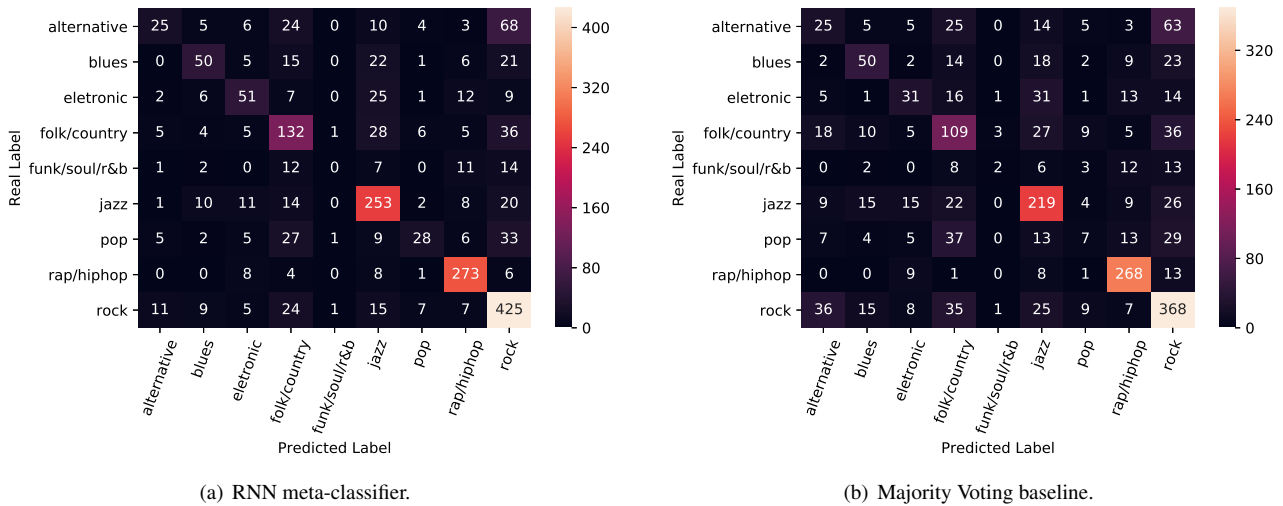 alternative 25 5 6 24 0 10 4 3 68
blues 0 50 5 15 0 22 1 6 21
eletronic 2 6 51 7 0 25 1 12 9
folk/country 5 4 5 132 1 28 6 5 36
funk/soul/r&b 1 2 0 12 0 7 0 11 14
jazz 1 10 11 14 0 253 2 8 20
pop 5 2 5 27 1 9 28 6 33
rap/hiphop 0 0 8 4 0 8 1 273 6
rock 11 9 5 24 1 15 7 7 425
Real Label
alternative blues eletronic folk/country funk/soul/r&b jazz pop rap/hiphop rock
Predicted Label
400
320
240
160
80
0
(a) RNN meta-classifier.
alternative 25 5 5 25 0 14 5 3 63
blues 2 50 2 14 0 18 2 9 23
eletronic 5 1 31 16 1 31 1 13 14
folk/country 18 10 5 109 3 27 9 5 36
funk/soul/r&b 0 2 0 8 2 6 3 12 13
jazz 9 15 15 22 0 219 4 9 26
pop 7 4 5 37 0 13 7 13 29
rap/hiphop 0 0 9 1 0 8 1 268 13
rock 36 15 8 35 1 25 9 7 368
Real Label
alternative blues eletronic folk/country funk/soul/r&b jazz pop rap/hiphop rock
Predicted Label
320
240
160
80
0
(b) Majority Voting baseline.